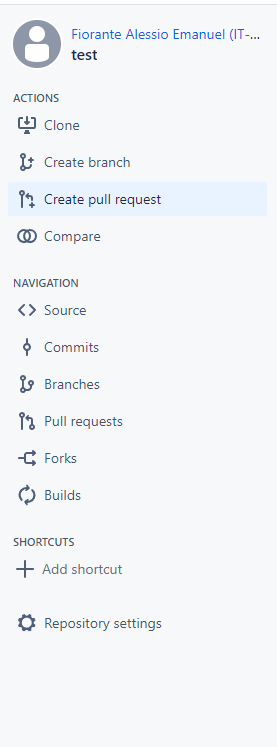 Fiorante Alessio Emanuel (IT-...
test
ACTIONS
Clone
Create branch
Create pull request
Compare
NAVIGATION
Source
Commits
Branches
Pull requests
Forks
Builds
SHORTCUTS
Add shortcut
Repository settings